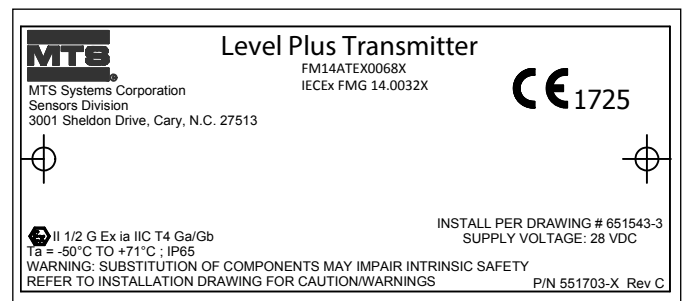 MTS®
Level Plus Transmitter
FM14ATEX0068X
IECEx FMG 14.0032X
MTS Systems Corporation
Sensors Division
3001 Sheldon Drive, Cary, N.C. 27513
CE 1725
Ex II 1/2 G Ex ia IIC T4 Ga/Gb
Ta = -50°C TO +71°C ; IP65
INSTALL PER DRAWING # 651543-3
SUPPLY VOLTAGE: 28 VDC
WARNING: SUBSTITUTION OF COMPONENTS MAY IMPAIR INTRINSIC SAFETY
REFER TO INSTALLATION DRAWING FOR CAUTION/WARNINGS
P/N 551703-X Rev C